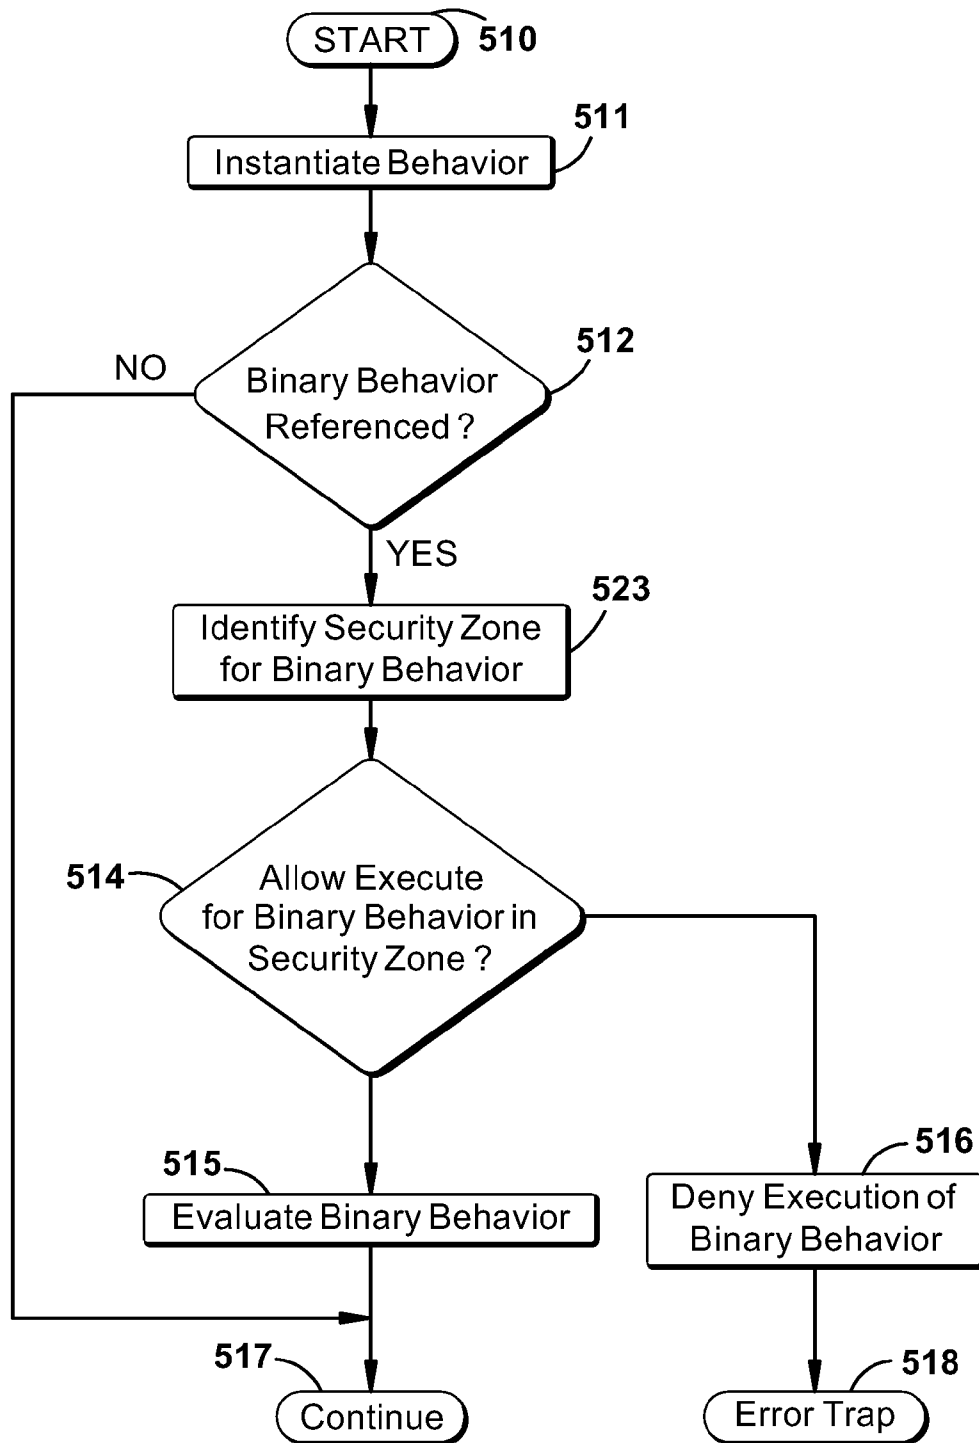 START
510
Instantiate Behavior
511
Binary Behavior
Referenced ?
512
NO
YES
Identify Security Zone
for Binary Behavior
523
514
Allow Execute
for Binary Behavior in
Security Zone ?
515
Evaluate Binary Behavior
516
Deny Execution of
Binary Behavior
517
Continue
518
Error Trap